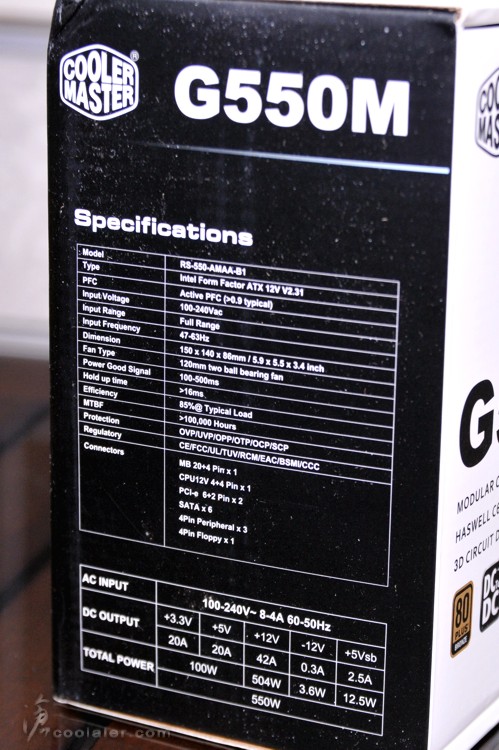 COOLER MASTER®
G550M
Specifications
Model RS-550-AMAA-B1
Type Intel Form Factor ATX 12V V2.31
PFC Active PFC (>0.9 typical)
Input Voltage 100-240Vac
Input Range Full Range
Input Frequency 47-63Hz
Dimension 150 x 140 x 86mm / 5.9 x 5.5 x 3.4 inch
Fan Type 120mm two ball bearing fan
Power Good Signal 100-500ms
Hold up time >16ms
Efficiency 85%@ Typical Load
MTBF >100,000 Hours
Protection OVP/UVP/OPP/OTP/OCP/SCP
Regulatory CE/FCC/UL/TUV/RCM/EAC/BSMI/CCC
Connectors MB 20+4 Pin x 1
CPU12V 4+4 Pin x 1
PCI-e 6+2 Pin x 2
SATA x 6
4Pin Peripheral x 3
4Pin Floppy x 1
AC INPUT 100-240V~ 8-4A 60-50Hz
DC OUTPUT +3.3V +5V +12V -12V +5Vsb
20A 20A 42A 0.3A 2.5A
TOTAL POWER 100W 504W 3.6W 12.5W
550W
MODULAR
HASWELL
3D CIRCUIT
80
PLUS
coolaler.com